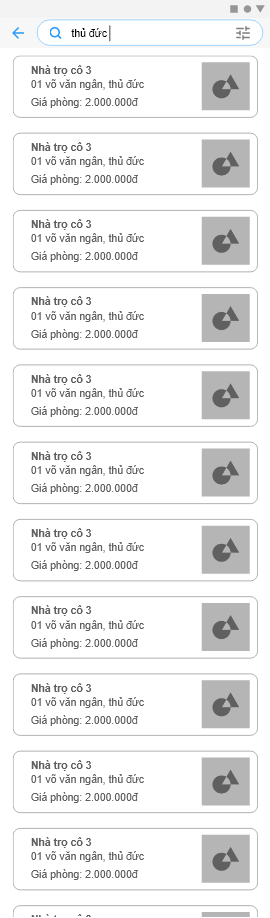 thủ đức
Nhà trọ cô 3
01 võ văn ngân, thủ đức
Giá phòng: 2.000.000đ
Nhà trọ cô 3
01 võ văn ngân, thủ đức
Giá phòng: 2.000.000đ
Nhà trọ cô 3
01 võ văn ngân, thủ đức
Giá phòng: 2.000.000đ
Nhà trọ cô 3
01 võ văn ngân, thủ đức
Giá phòng: 2.000.000đ
Nhà trọ cô 3
01 võ văn ngân, thủ đức
Giá phòng: 2.000.000đ
Nhà trọ cô 3
01 võ văn ngân, thủ đức
Giá phòng: 2.000.000đ
Nhà trọ cô 3
01 võ văn ngân, thủ đức
Giá phòng: 2.000.000đ
Nhà trọ cô 3
01 võ văn ngân, thủ đức
Giá phòng: 2.000.000đ
Nhà trọ cô 3
01 võ văn ngân, thủ đức
Giá phòng: 2.000.000đ
Nhà trọ cô 3
01 võ văn ngân, thủ đức
Giá phòng: 2.000.000đ
Nhà trọ cô 3
01 võ văn ngân, thủ đức
Giá phòng: 2.000.000đ